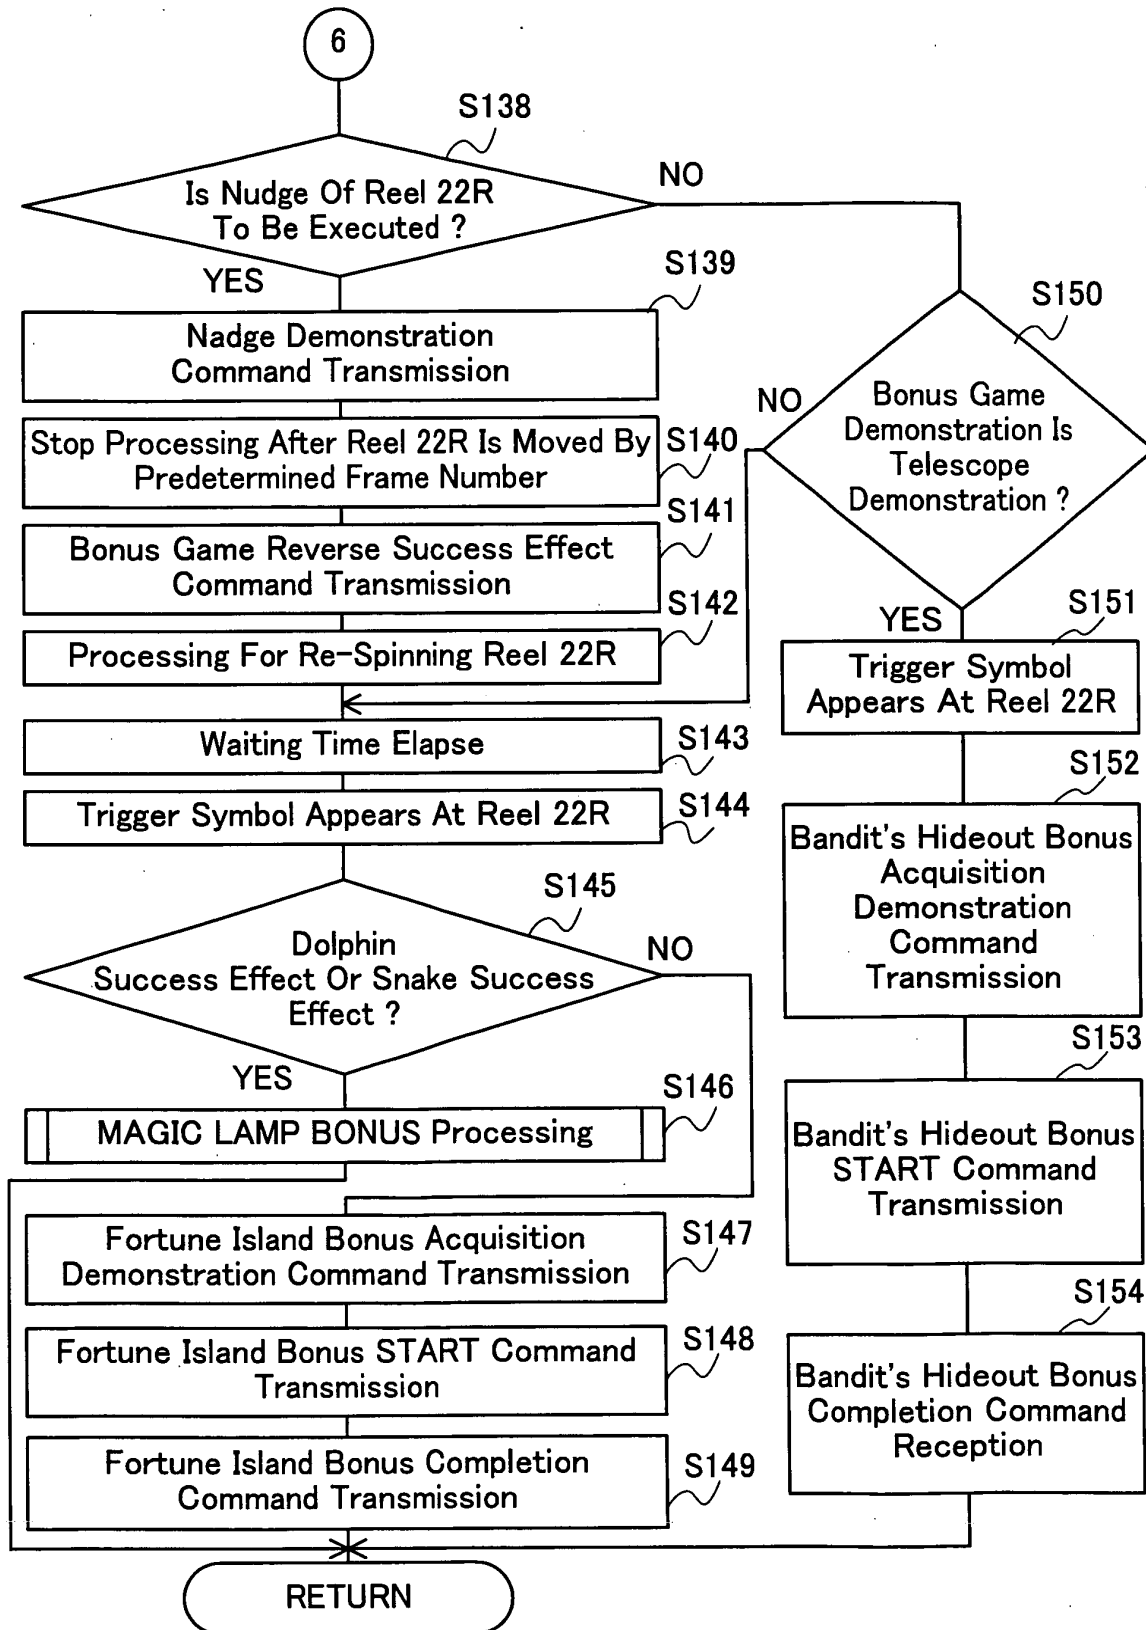 6
S138
Is Nudge Of Reel 22R
To Be Executed ?
NO
YES
S139
Nadge Demonstration
Command Transmission
S140
Stop Processing After Reel 22R Is Moved By
Predetermined Frame Number
S141
Bonus Game Reverse Success Effect
Command Transmission
S142
Processing For Re-Spinning Reel 22R
S143
Waiting Time Elapse
S144
Trigger Symbol Appears At Reel 22R
S145
Dolphin
Success Effect Or Snake Success
Effect ?
NO
YES
S146
MAGIC LAMP BONUS Processing
S147
Fortune Island Bonus Acquisition
Demonstration Command Transmission
S148
Fortune Island Bonus START Command
Transmission
S149
Fortune Island Bonus Completion
Command Transmission
S150
NO
Bonus Game
Demonstration Is
Telescope
Demonstration ?
YES
S151
Trigger Symbol
Appears At Reel 22R
S152
Bandit's Hideout Bonus
Acquisition
Demonstration
Command
Transmission
S153
Bandit's Hideout Bonus
START Command
Transmission
S154
Bandit's Hideout Bonus
Completion Command
Reception
RETURN